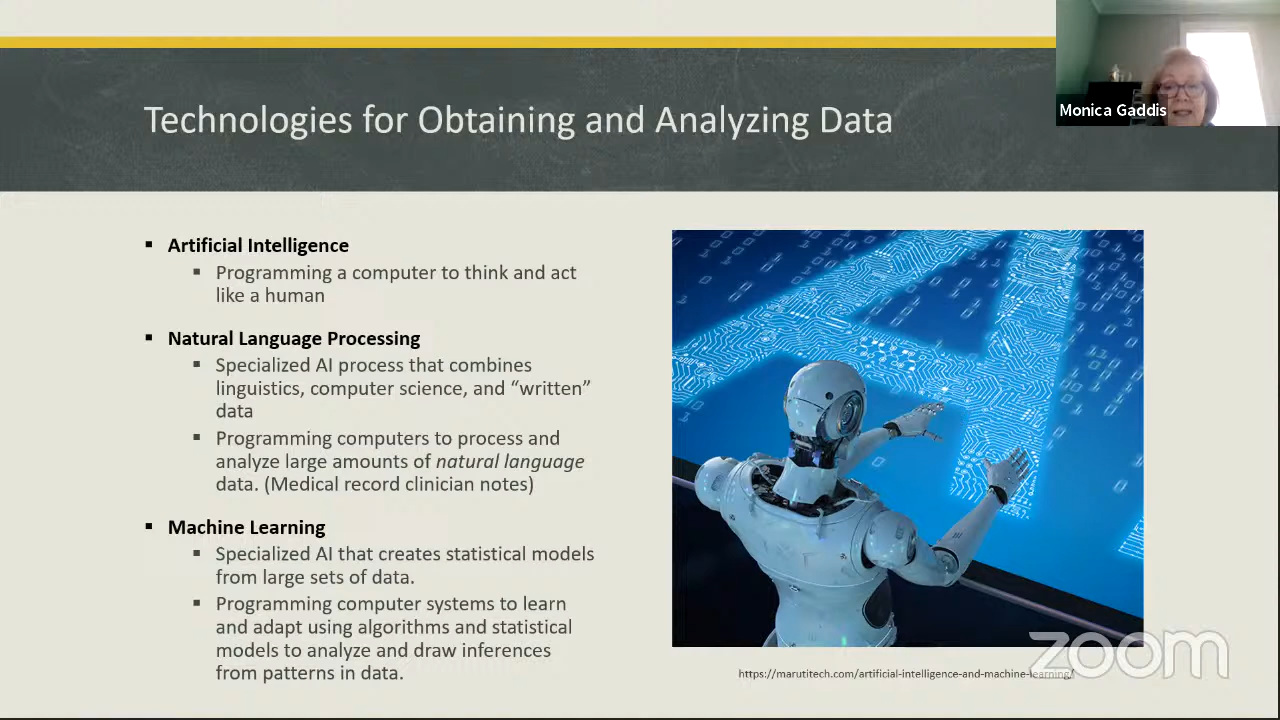 Technologies for Obtaining and Analyzing Data
Monica Gaddis
▪ Artificial Intelligence
▪ Programming a computer to think and act
like a human
▪ Natural Language Processing
▪ Specialized AI process that combines
linguistics, computer science, and “written”
data
▪ Programming computers to process and
analyze large amounts of natural language
data. (Medical record clinician notes)
▪ Machine Learning
▪ Specialized AI that creates statistical models
from large sets of data.
▪ Programming computer systems to learn
and adapt using algorithms and statistical
models to analyze and draw inferences
from patterns in data.
https://marutitech.com/artificial-intelligence-and-machine-learning/
zoom